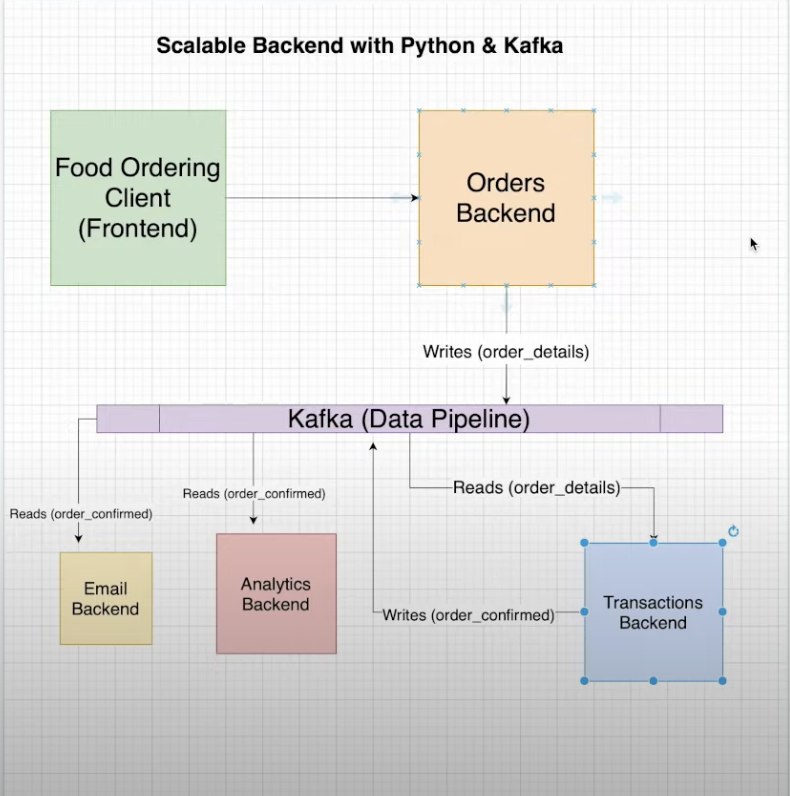 Scalable Backend with Python & Kafka
Food Ordering
Client
(Frontend)
Orders
Backend
Writes (order_details)
Kafka (Data Pipeline)
Reads (order_confirmed)
Reads (order_confirmed)
Reads (order_details)
Email
Backend
Analytics
Backend
Writes (order_confirmed)
Transactions
Backend